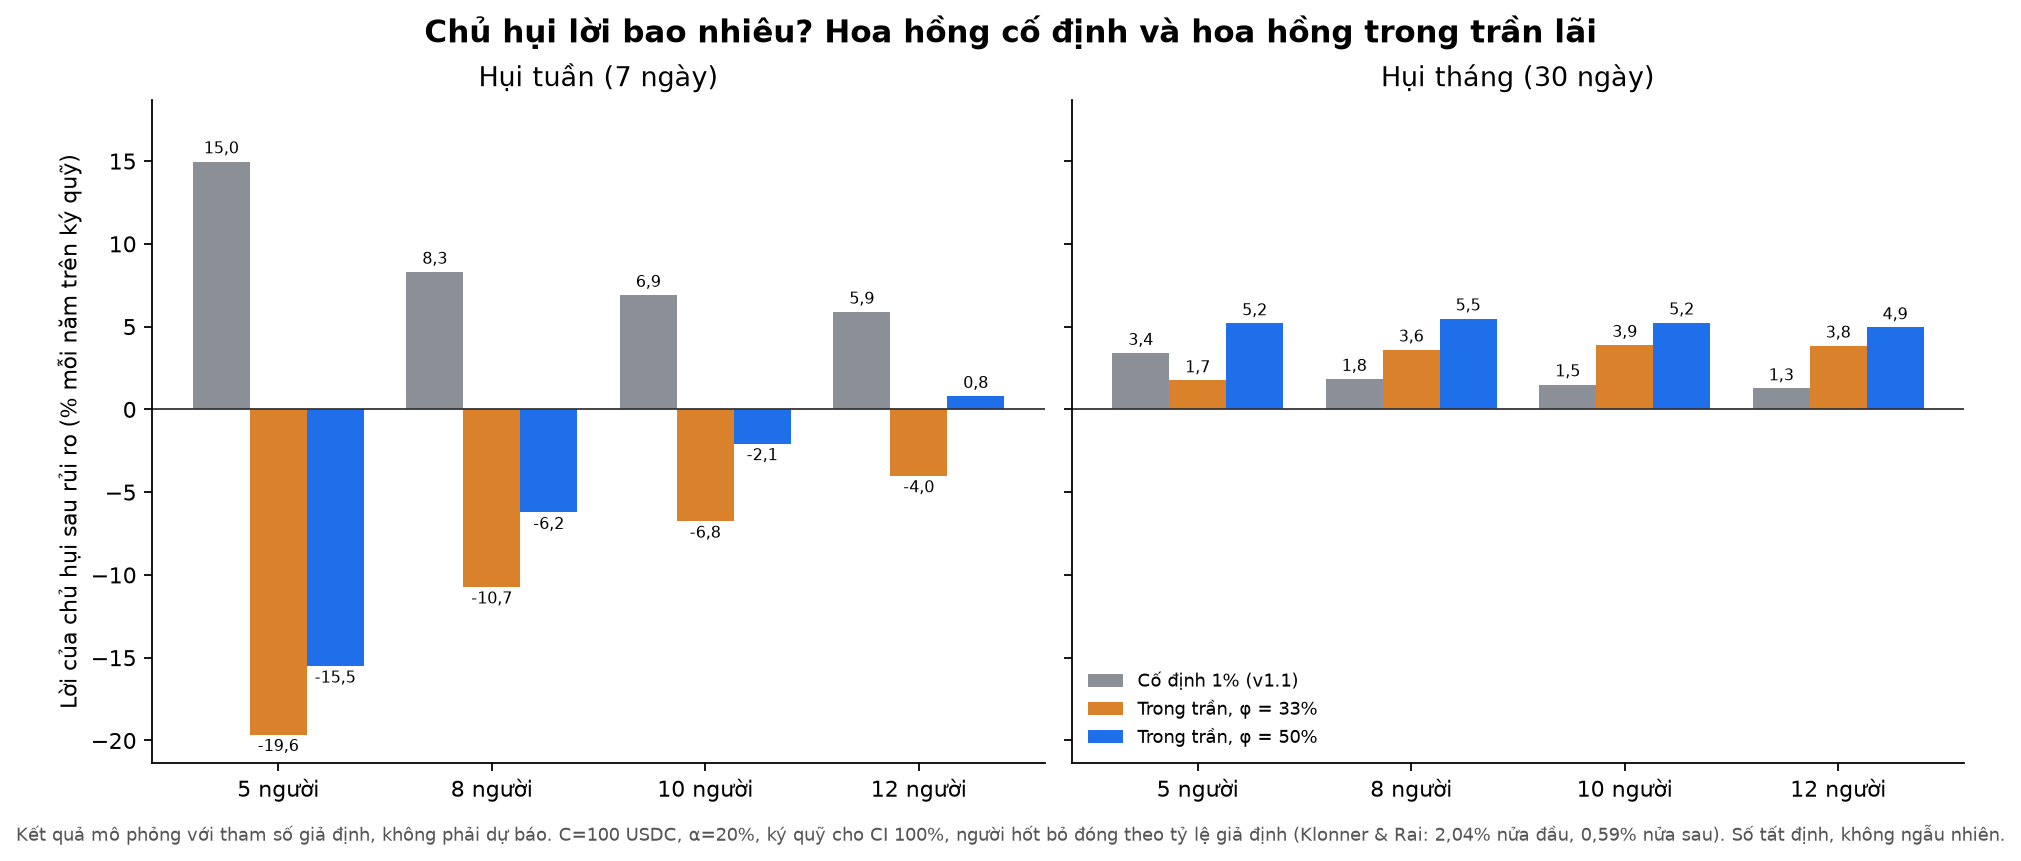 Chủ hụi lời bao nhiêu? Hoa hồng cố định và hoa hồng trong trần lãi
Hụi tuần (7 ngày)
Lời của chủ hụi sau rủi ro (% mỗi năm trên ký quỹ)
15
10
5
0
−5
−10
−15
−20
15,0
-19,6
-15,5
8,3
-10,7
-6,2
6,9
-6,8
-2,1
5,9
-4,0
0,8
5 người
8 người
10 người
12 người
Hụi tháng (30 ngày)
3,4
1,7
5,2
1,8
3,6
5,5
1,5
3,9
5,2
1,3
3,8
4,9
Cố định 1% (v1.1)
Trong trần, φ = 33%
Trong trần, φ = 50%
5 người
8 người
10 người
12 người
Kết quả mô phỏng với tham số giả định, không phải dự báo. C=100 USDC, α=20%, ký quỹ cho CI 100%, người hốt bỏ đóng theo tỷ lệ giả định (Klonner & Rai: 2,04% nửa đầu, 0,59% nửa sau). Số tất định, không ngẫu nhiên.